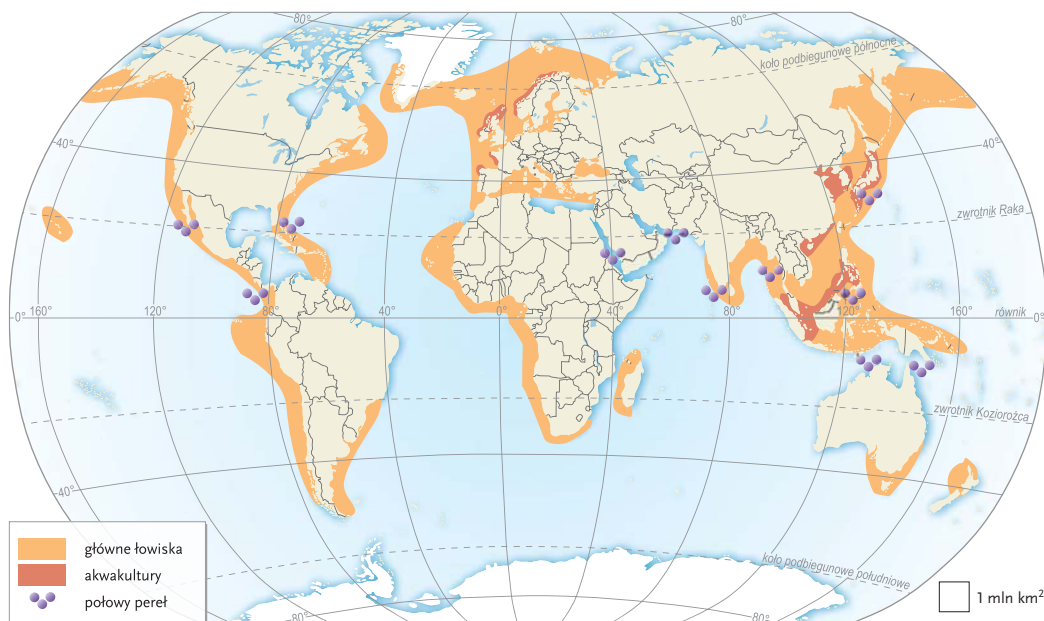 80°
80°
koło podbiegunowe północne
40°
40°
zwrotnik Raka
0°
160°
120°
80°
40°
0°
40°
80°
120°
160°
równik
0°
zwrotnik Koziorożca
40°
40°
koło podbiegunowe południowe
80°
80°
główne łowiska
akwakultury
połowy pereł
1 mln km²